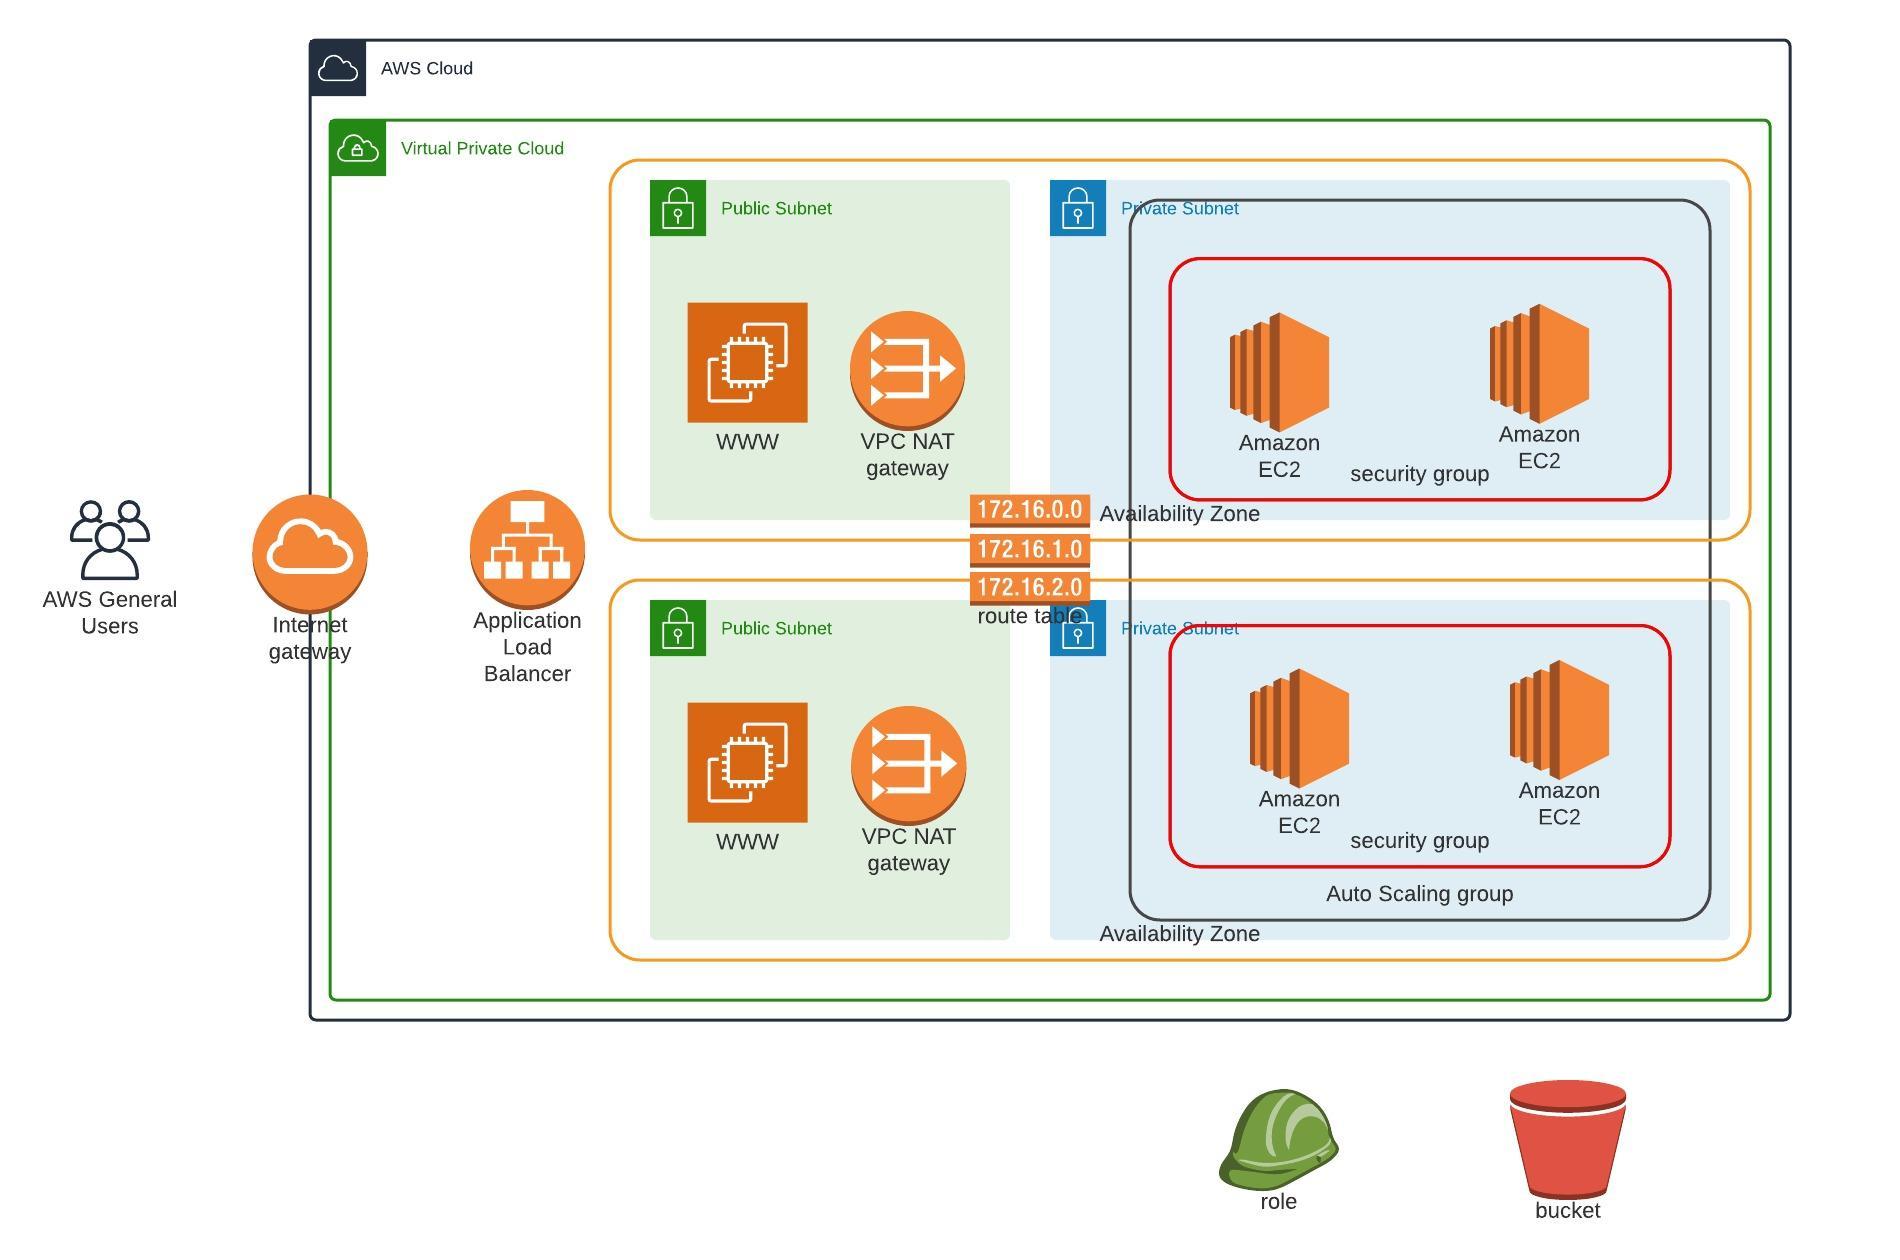 AWS Cloud
Virtual Private Cloud
Public Subnet
Private Subnet
WWW
VPC NAT
gateway
Amazon
EC2
Amazon
EC2
security group
Availability Zone
172.16.0.0
172.16.1.0
172.16.2.0
route table
AWS General
Users
Internet
gateway
Application
Load
Balancer
Public Subnet
Private Subnet
WWW
VPC NAT
gateway
Amazon
EC2
Amazon
EC2
security group
Auto Scaling group
Availability Zone
role
bucket